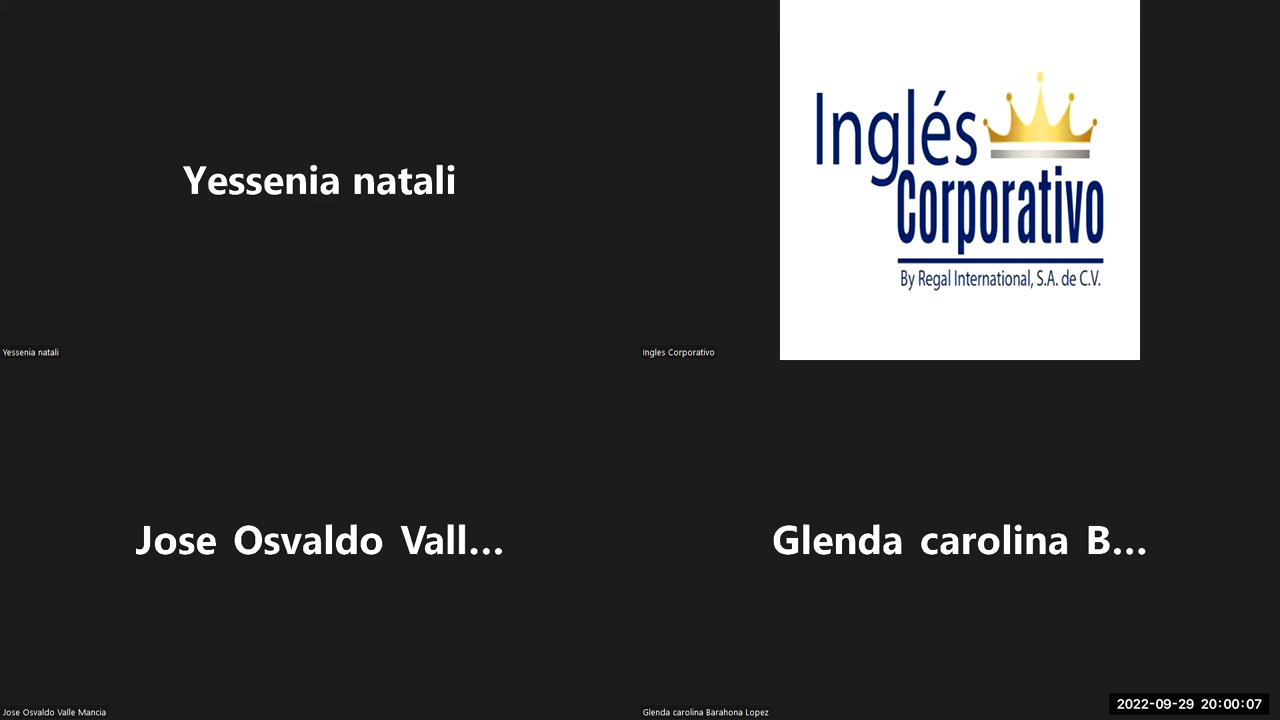 Yessenia natali
Yessenia natali
Inglés
Corporativo
By Regal International, S.A. de C.V.
Ingles Corporativo
Jose Osvaldo Vall...
Jose Osvaldo Valle Mancia
Glenda carolina B...
Glenda carolina Barahona Lopez
2022-09-29 20:00:07